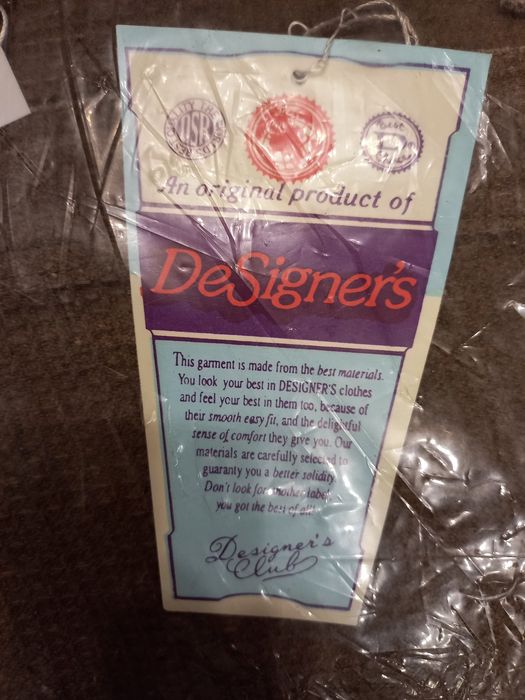 DSR
An original product of
DeSigner's
This garment is made from the best materials.
You look your best in DESIGNER'S clothes
and feel your best in them too, because of
their smooth easy fit, and the delightful
sense of comfort they give you. Our
materials are carefully selected to
guaranty you a better solidity
Don't look for another label
you got the best of all!
Designer's
Club